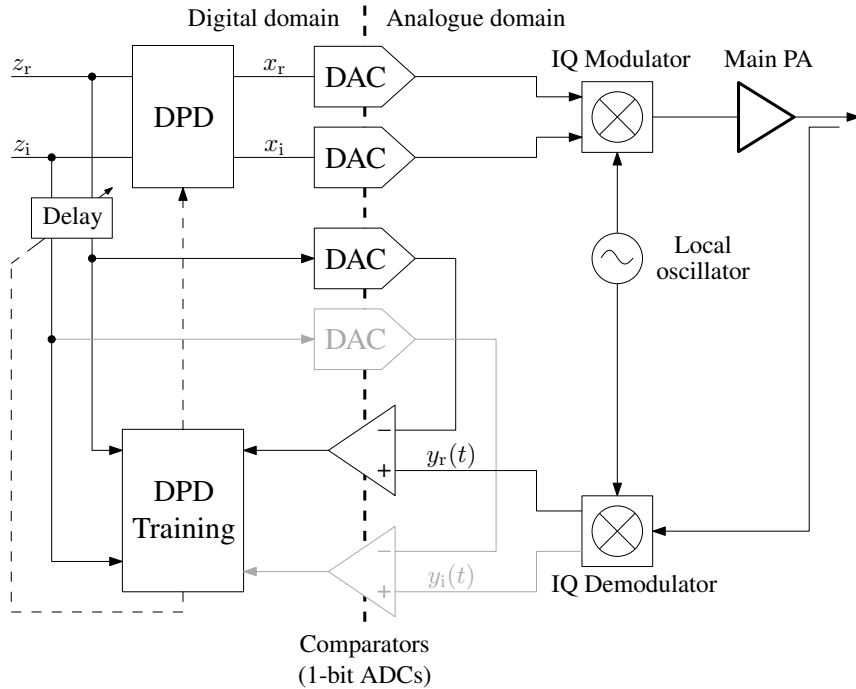 Digital domain
Analogue domain
z_r
x_r
DAC
IQ Modulator
Main PA
DPD
z_i
x_i
DAC
Delay
DAC
Local
oscillator
DAC
−
y_r(t)
+
DPD
Training
−
y_i(t)
+
IQ Demodulator
Comparators
(1-bit ADCs)